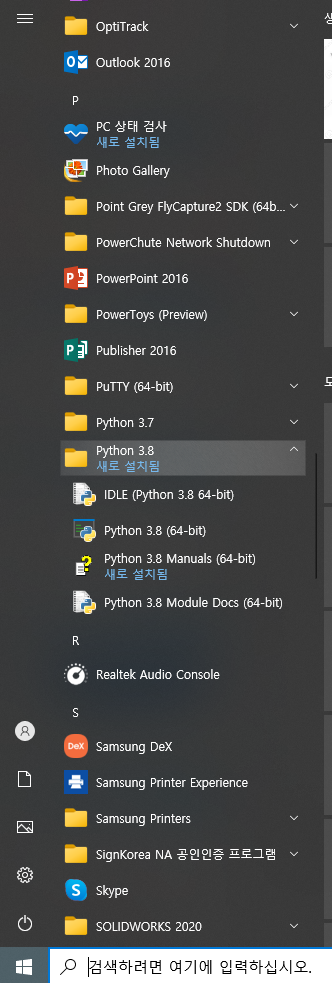 OptiTrack
Outlook 2016
P
PC 상태 검사
새로 설치됨
Photo Gallery
Point Grey FlyCapture2 SDK (64b...
PowerChute Network Shutdown
PowerPoint 2016
PowerToys (Preview)
Publisher 2016
PuTTY (64-bit)
Python 3.7
Python 3.8
새로 설치됨
IDLE (Python 3.8 64-bit)
Python 3.8 (64-bit)
Python 3.8 Manuals (64-bit)
새로 설치됨
Python 3.8 Module Docs (64-bit)
R
Realtek Audio Console
S
DeX
Samsung DeX
Samsung Printer Experience
Samsung Printers
SignKorea NA 공인인증 프로그램
Skype
SOLIDWORKS 2020
검색하려면 여기에 입력하십시오.